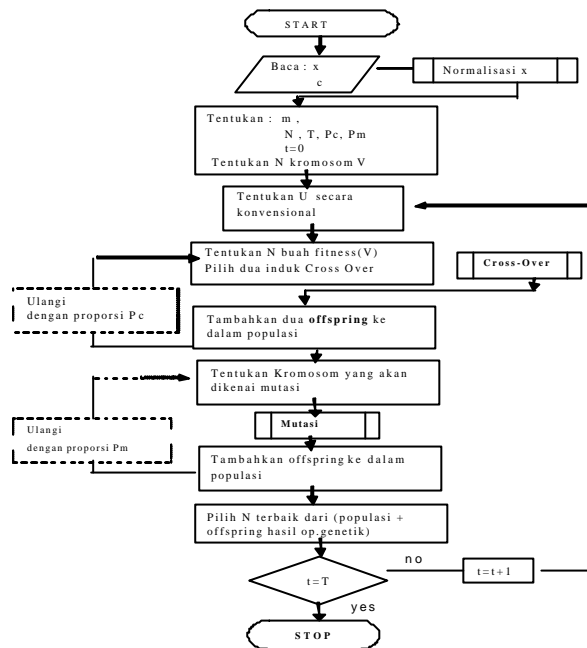 START
Baca : x
c
Normalisasi x
Tentukan : m ,
N , T, Pc, Pm
t=0
Tentukan N kromosom V
Tentukan U secara
konvensional
Tentukan N buah fitness(V)
Pilih dua induk Cross Over
Cross-Over
Ulangi
dengan proporsi Pc
Tambahkan dua offspring ke
dalam populasi
Tentukan Kromosom yang akan
dikenai mutasi
Mutasi
Ulangi
dengan proporsi Pm
Tambahkan offspring ke dalam
populasi
Pilih N terbaik dari (populasi +
offspring hasil op.genetik)
t=T
no
t=t+1
yes
STOP